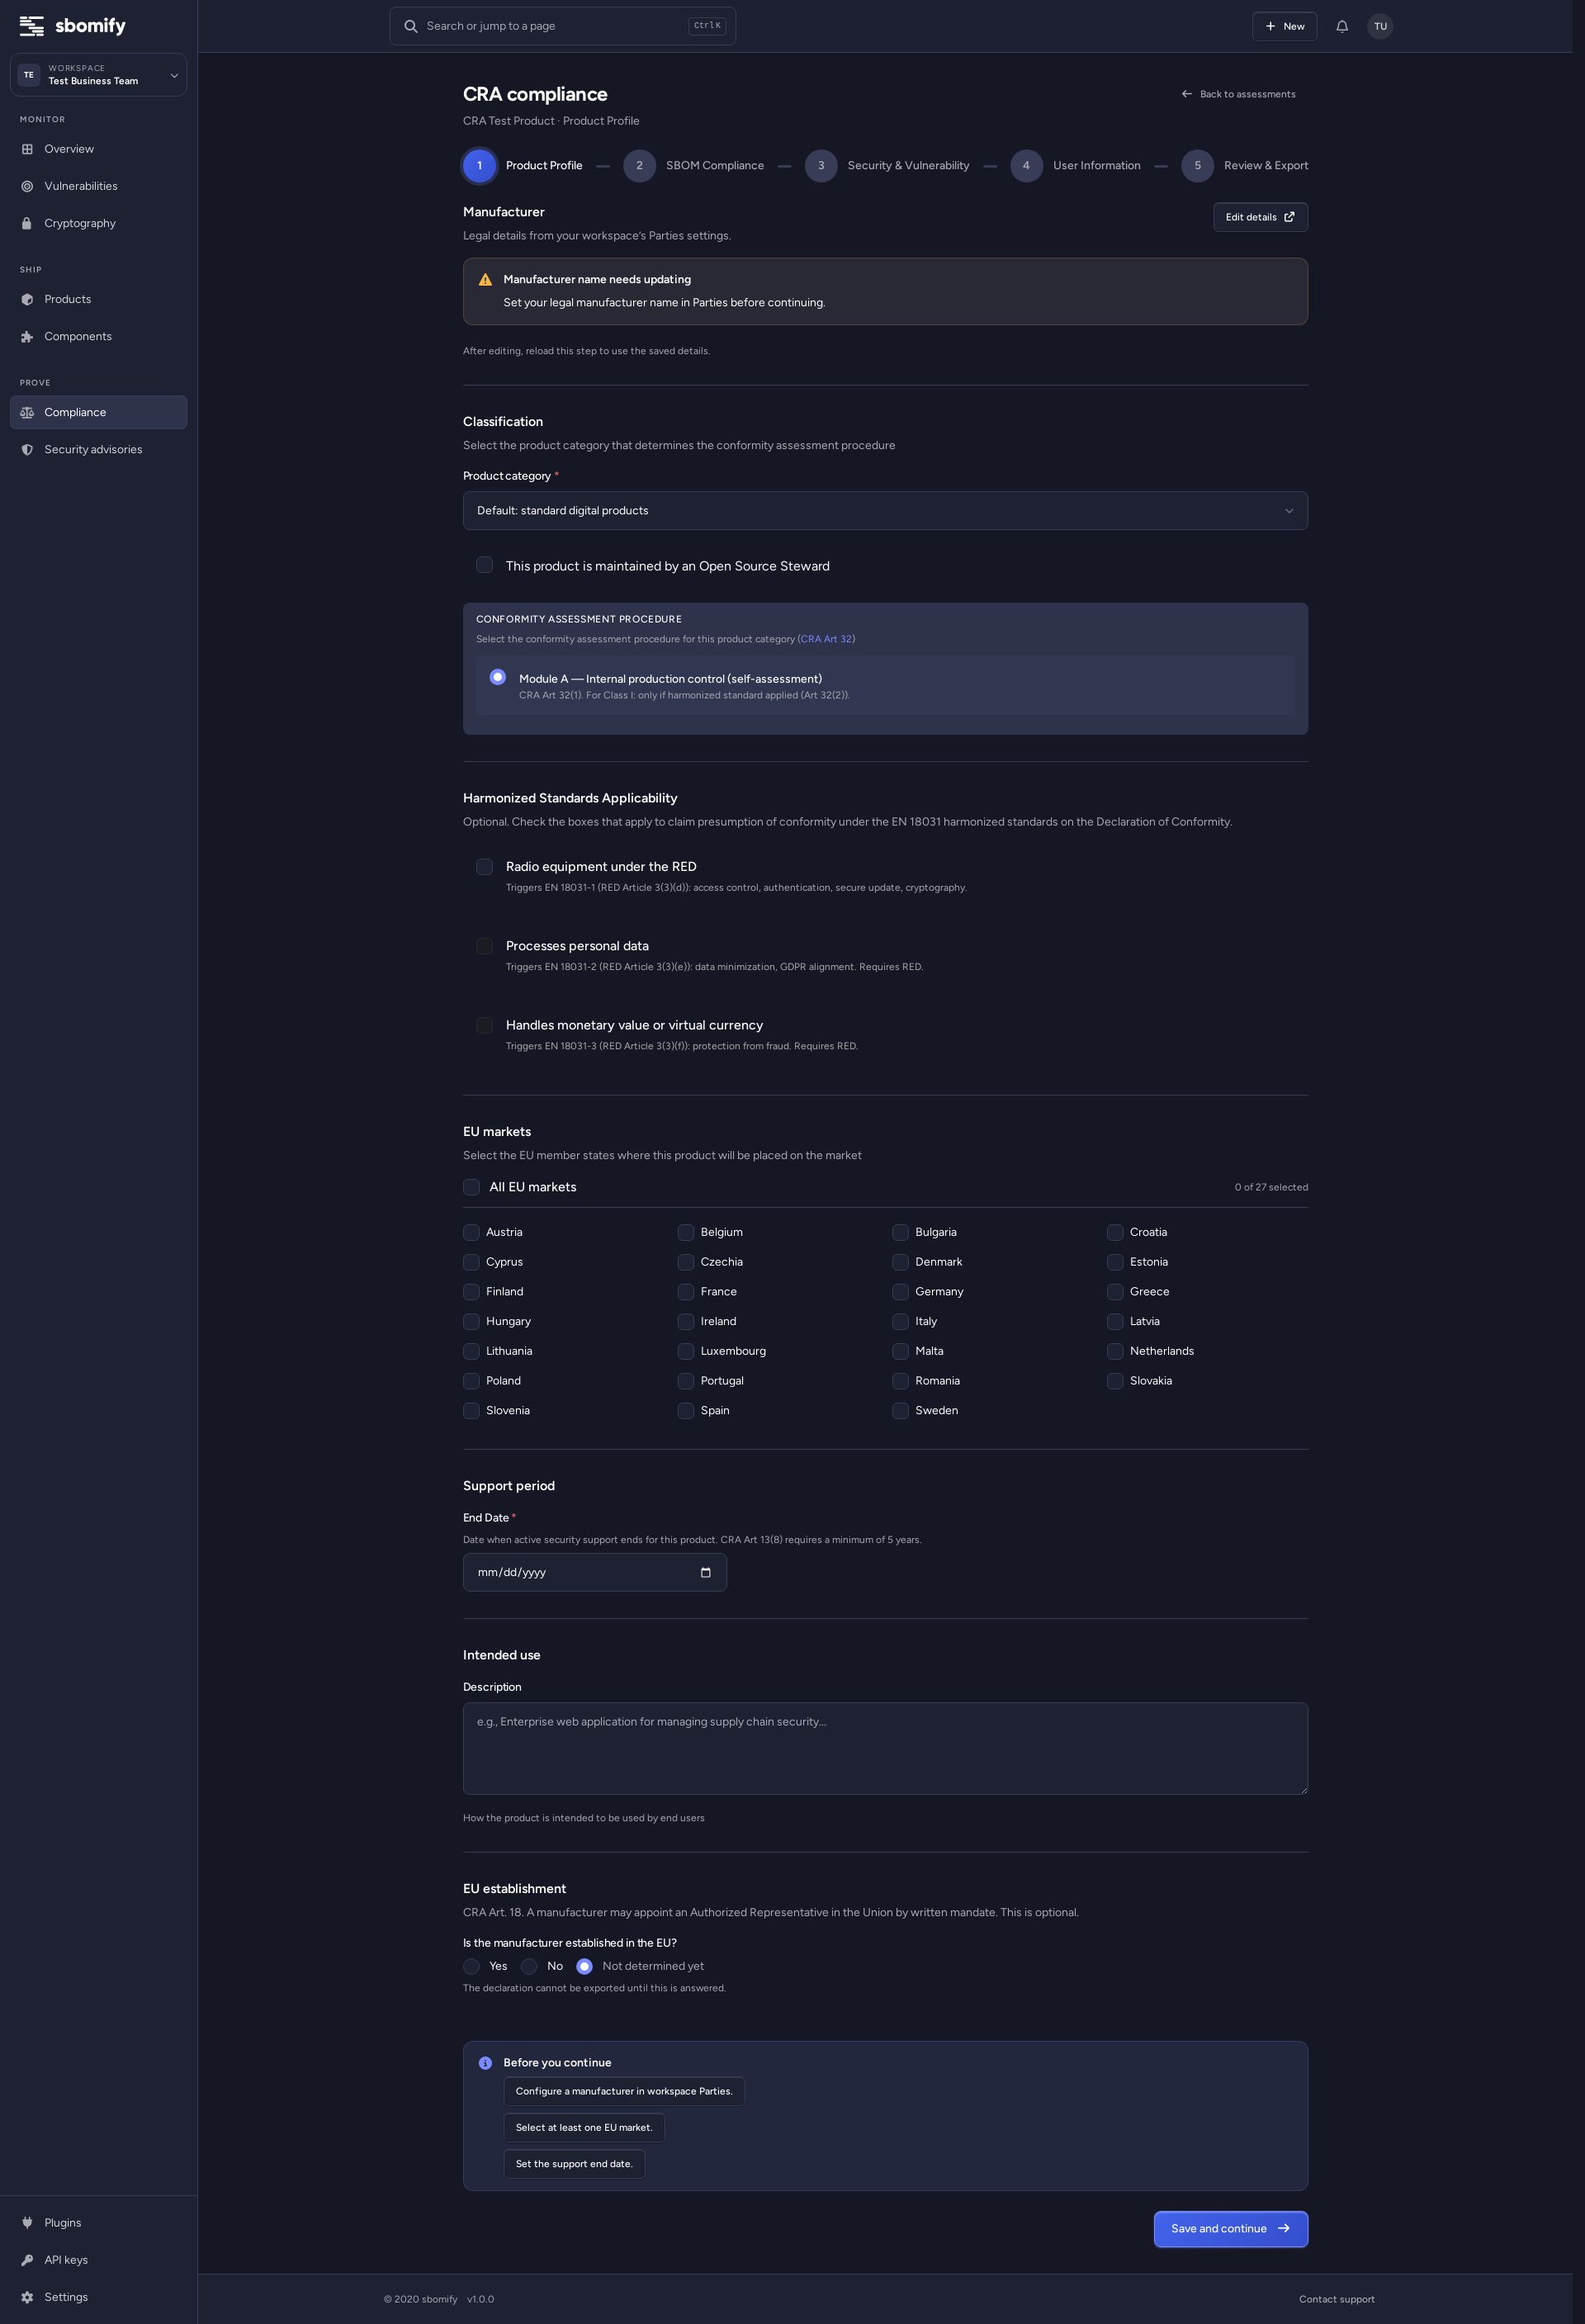 sbomify
Search or jump to a page
Ctrl K
New
TU
TE
WORKSPACE
Test Business Team
MONITOR
Overview
Vulnerabilities
Cryptography
SHIP
Products
Components
PROVE
Compliance
Security advisories
CRA compliance
Back to assessments
CRA Test Product · Product Profile
1 Product Profile
2 SBOM Compliance
3 Security & Vulnerability
4 User Information
5 Review & Export
Manufacturer
Edit details
Legal details from your workspace's Parties settings.
Manufacturer name needs updating
Set your legal manufacturer name in Parties before continuing.
After editing, reload this step to use the saved details.
Classification
Select the product category that determines the conformity assessment procedure
Product category *
Default: standard digital products
This product is maintained by an Open Source Steward
CONFORMITY ASSESSMENT PROCEDURE
Select the conformity assessment procedure for this product category (CRA Art 32)
Module A — Internal production control (self-assessment)
CRA Art 32(1). For Class I: only if harmonized standard applied (Art 32(2)).
Harmonized Standards Applicability
Optional. Check the boxes that apply to claim presumption of conformity under the EN 18031 harmonized standards on the Declaration of Conformity.
Radio equipment under the RED
Triggers EN 18031-1 (RED Article 3(3)(d)): access control, authentication, secure update, cryptography.
Processes personal data
Triggers EN 18031-2 (RED Article 3(3)(e)): data minimization, GDPR alignment. Requires RED.
Handles monetary value or virtual currency
Triggers EN 18031-3 (RED Article 3(3)(f)): protection from fraud. Requires RED.
EU markets
Select the EU member states where this product will be placed on the market
All EU markets
0 of 27 selected
Austria Belgium Bulgaria Croatia
Cyprus Czechia Denmark Estonia
Finland France Germany Greece
Hungary Ireland Italy Latvia
Lithuania Luxembourg Malta Netherlands
Poland Portugal Romania Slovakia
Slovenia Spain Sweden
Support period
End Date *
Date when active security support ends for this product. CRA Art 13(8) requires a minimum of 5 years.
mm/dd/yyyy
Intended use
Description
e.g., Enterprise web application for managing supply chain security...
How the product is intended to be used by end users
EU establishment
CRA Art. 18. A manufacturer may appoint an Authorized Representative in the Union by written mandate. This is optional.
Is the manufacturer established in the EU?
Yes No Not determined yet
The declaration cannot be exported until this is answered.
Before you continue
Configure a manufacturer in workspace Parties.
Select at least one EU market.
Set the support end date.
Save and continue
Plugins
API keys
Settings
© 2020 sbomify v1.0.0
Contact support